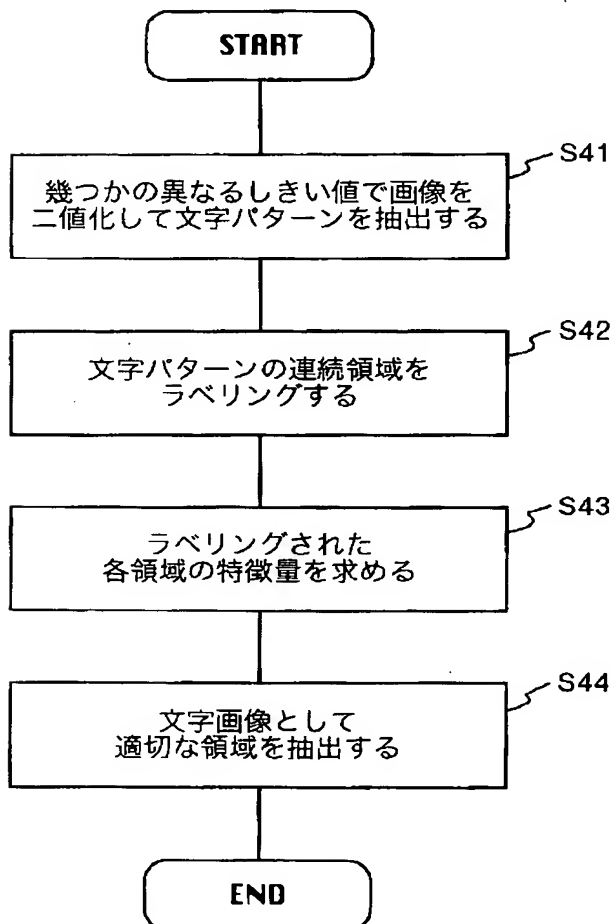 START
S41
幾つかの異なるしきい値で画像を
二値化して文字パターンを抽出する
S42
文字パターンの連続領域を
ラベリングする
S43
ラベリングされた
各領域の特徴量を求める
S44
文字画像として
適切な領域を抽出する
END